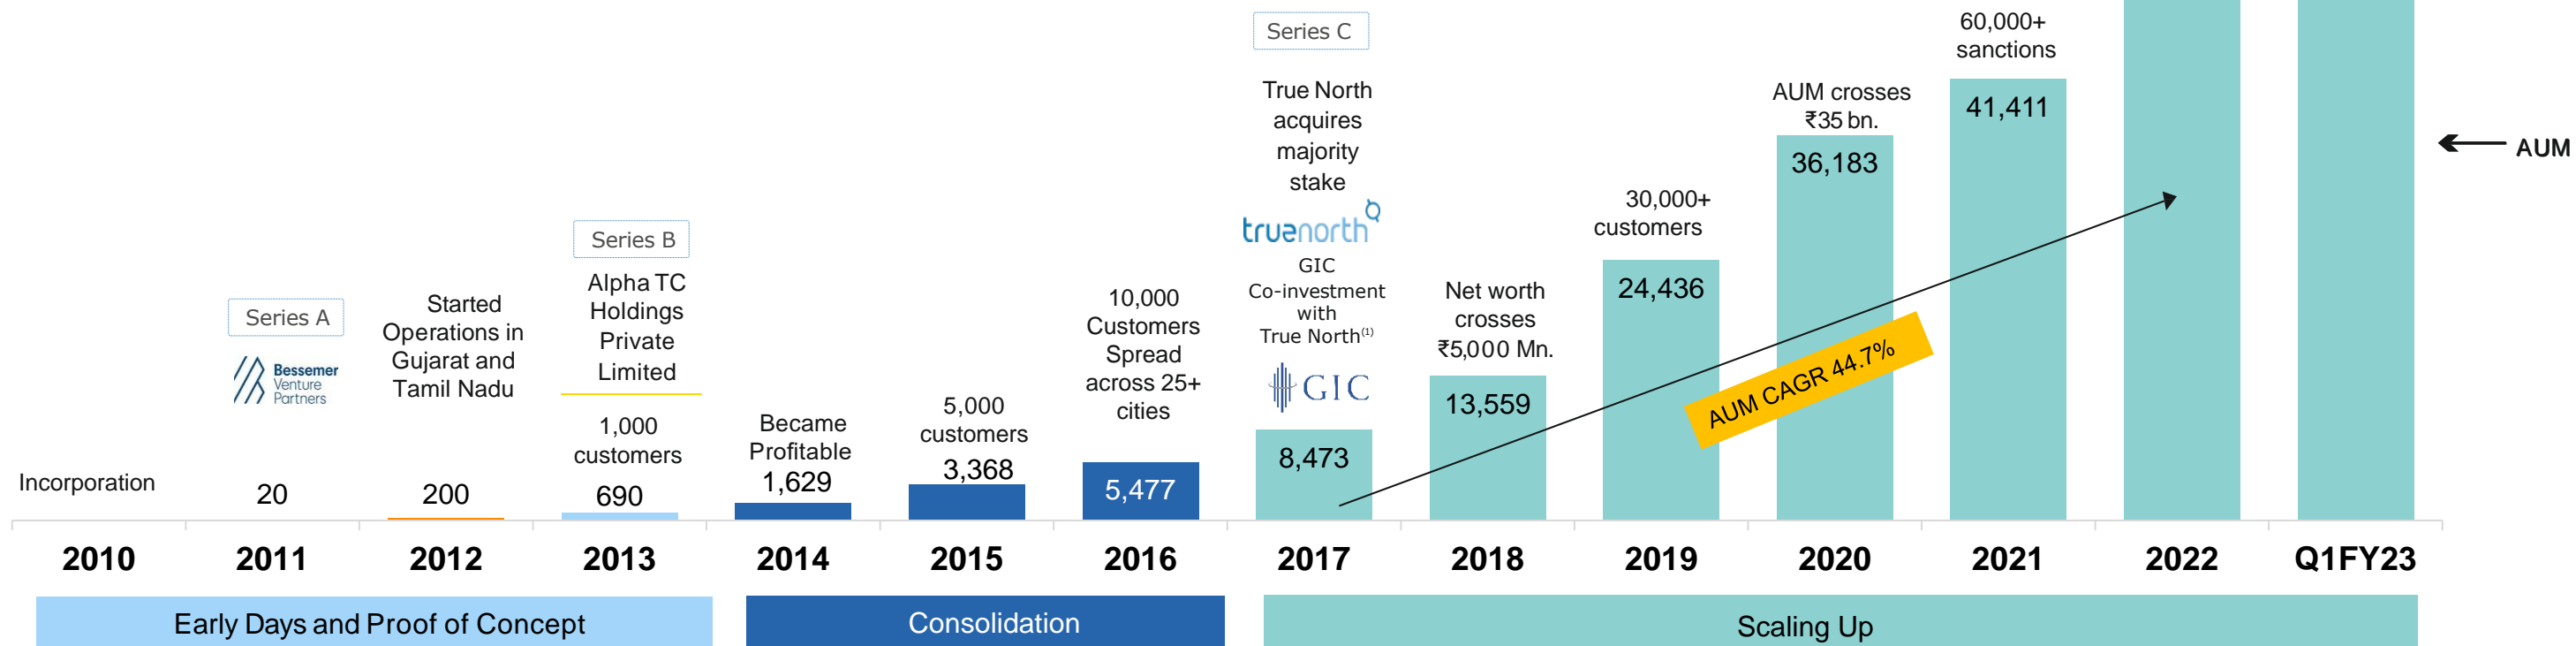 Incorporation
Series A
Bessemer
Venture
Partners
20
Started
Operations in
Gujarat and
Tamil Nadu
200
Series B
Alpha TC
Holdings
Private
Limited
1,000
customers
690
Became
Profitable
1,629
5,000
customers
3,368
10,000
Customers
Spread
across 25+
cities
5,477
Series C
True North
acquires
majority
stake
truenorth
GIC
Co-investment
with
True North(1)
GIC
8,473
Net worth
crosses
₹5,000 Mn.
13,559
30,000+
customers
24,436
AUM crosses
₹35 bn.
36,183
60,000+
sanctions
41,411
AUM
AUM CAGR 44.7%
2010 2011 2012 2013 2014 2015 2016 2017 2018 2019 2020 2021 2022 Q1FY23
Early Days and Proof of Concept
Consolidation
Scaling Up